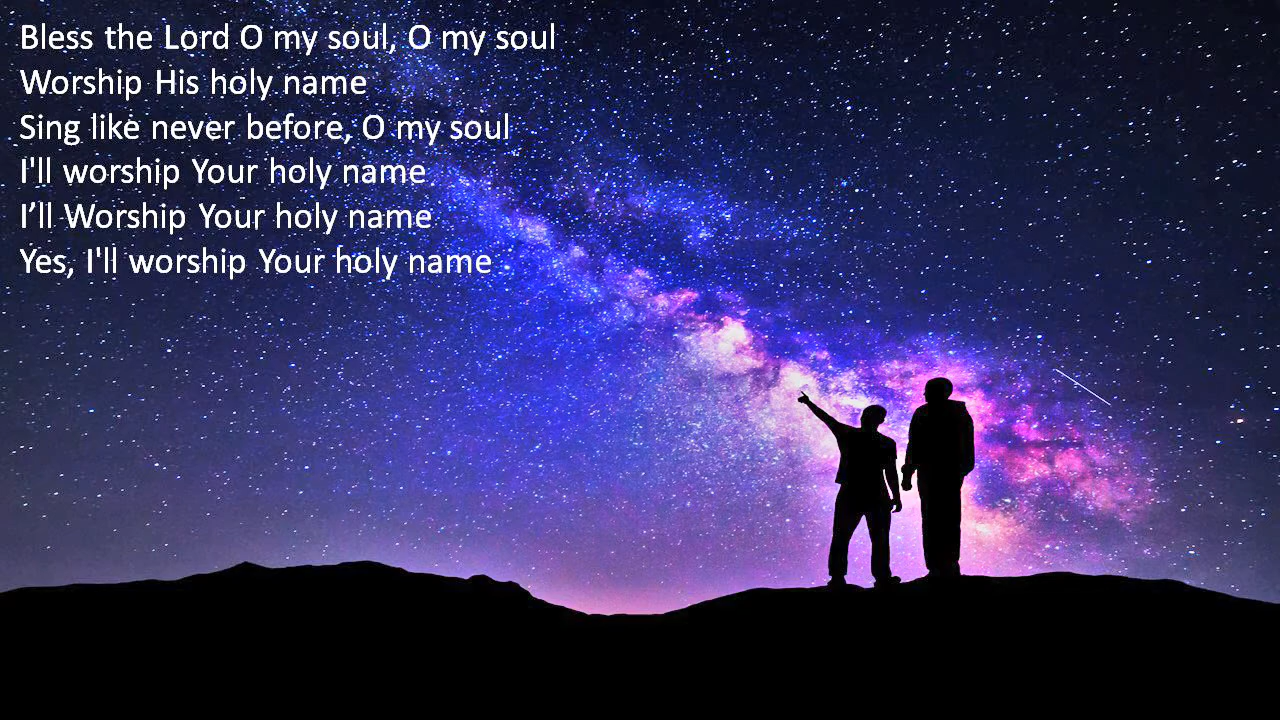 Bless the Lord O my soul, O my soul
Worship His holy name
Sing like never before, O my soul
I'll worship Your holy name
I’ll Worship Your holy name
Yes, I'll worship Your holy name